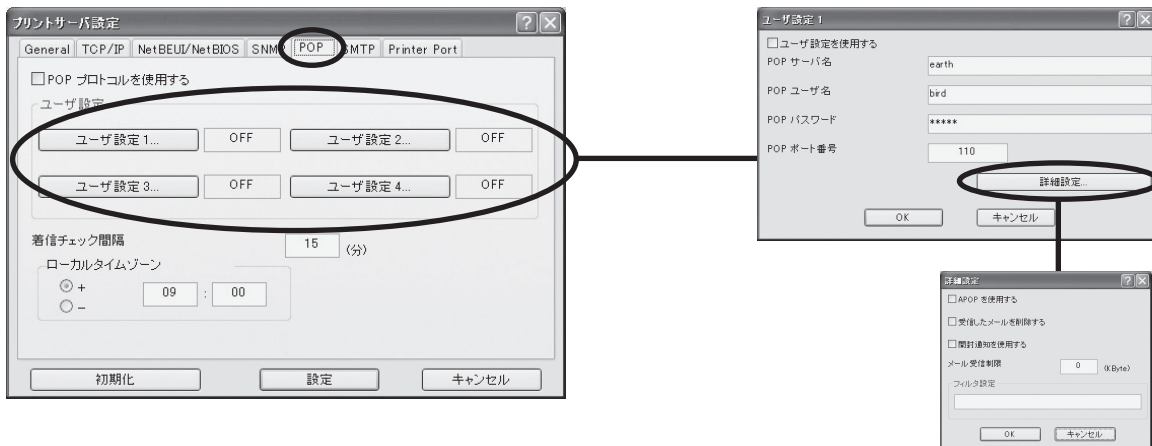 プリントサーバ設定
General TCP/IP NetBEUI/NetBIOS SNMP POP SMTP Printer Port
POP プロトコルを使用する
ユーザ設定
ユーザ設定 1... OFF ユーザ設定 2... OFF
ユーザ設定 3... OFF ユーザ設定 4... OFF
着信チェック間隔 15 (分)
ローカルタイムゾーン
+ 09 : 00
−
初期化 設定 キャンセル
ユーザ設定 1
ユーザ設定を使用する
POP サーバ名 earth
POP ユーザ名 bird
POP パスワード *****
POP ポート番号 110
詳細設定...
OK キャンセル
詳細設定
APOP を使用する
受信したメールを削除する
開封通知を使用する
メール受信制限 0 (KByte)
フィルタ設定
OK キャンセル